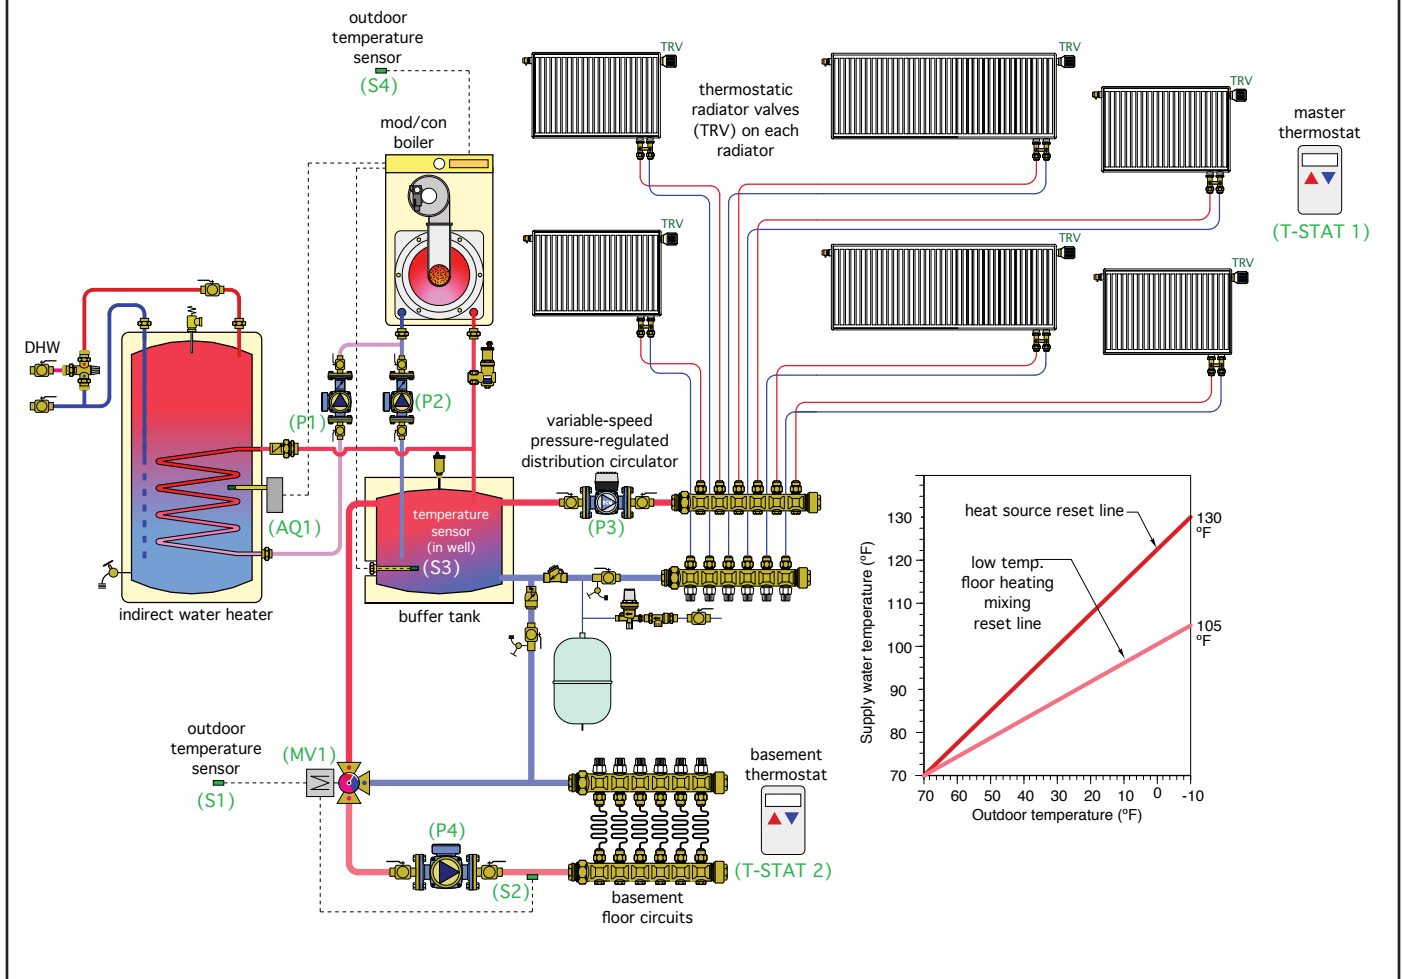 outdoor
temperature
sensor
(S4)
mod/con
boiler
TRV
thermostatic
radiator valves
(TRV) on each
radiator
TRV
TRV
master
thermostat
(T-STAT 1)
TRV
TRV
TRV
DHW
(P1)
(P2)
variable-speed
pressure-regulated
distribution circulator
(P3)
(AQ1)
temperature
sensor
(in well)
(S3)
indirect water heater
buffer tank
outdoor
temperature
sensor
(S1)
(MV1)
M
(P4)
(S2)
basement
thermostat
(T-STAT 2)
basement
floor circuits
Supply water temperature (ºF)
130
120
110
100
90
80
70
heat source reset line
low temp.
floor heating
mixing
reset line
130
ºF
105
ºF
70 60 50 40 30 20 10 0 -10
Outdoor temperature (ºF)